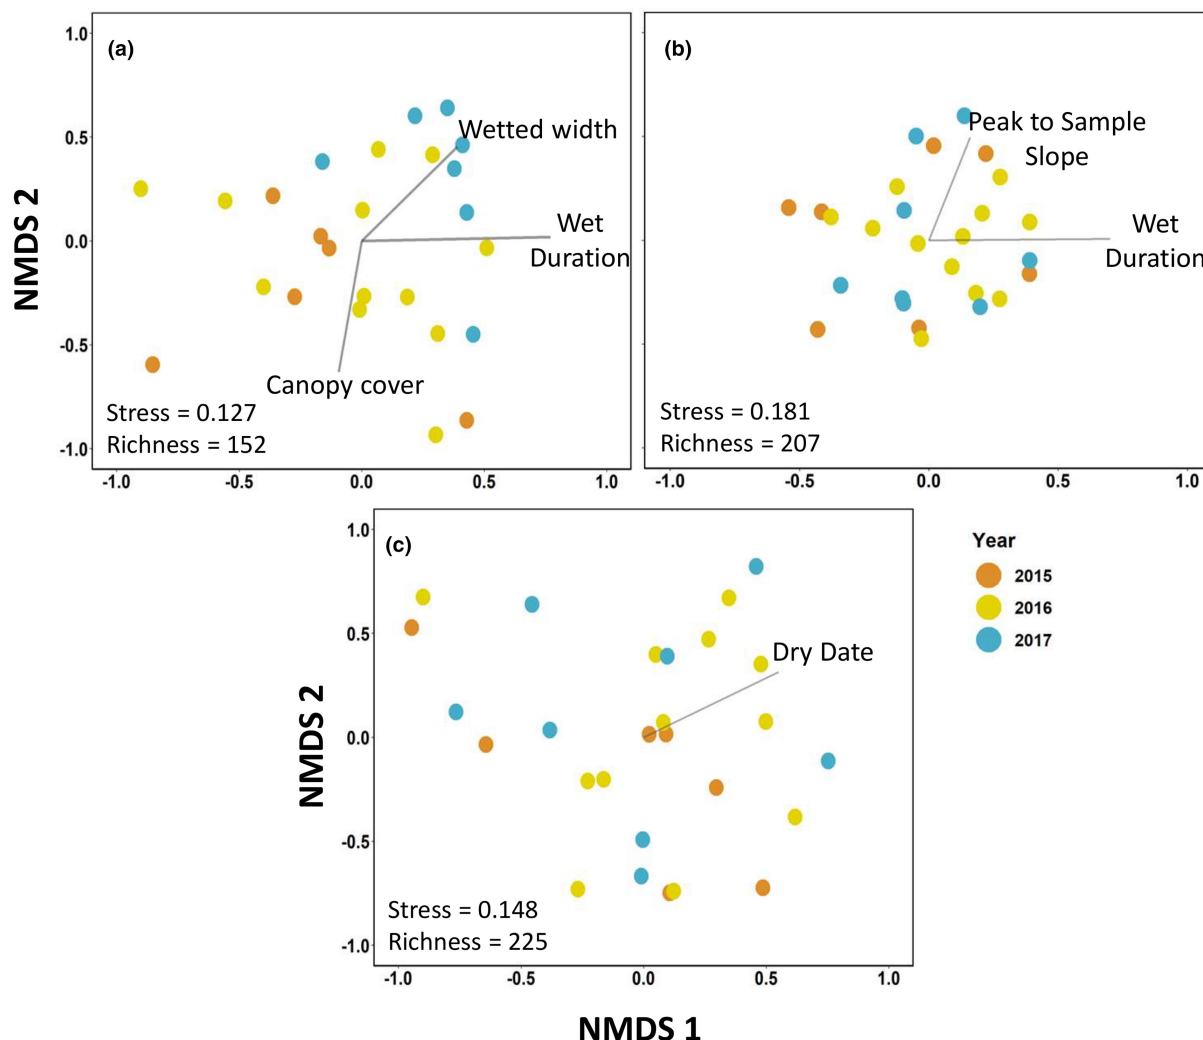 (a)
1.0
0.5
0.0
-0.5
-1.0
NMDS 2
Wetted width
Wet
Duration
Canopy cover
Stress = 0.127
Richness = 152
-1.0 -0.5 0.0 0.5 1.0
(b)
Peak to Sample
Slope
Wet
Duration
Stress = 0.181
Richness = 207
-1.0 -0.5 0.0 0.5 1.0
(c)
1.0
0.5
0.0
-0.5
-1.0
NMDS 2
Dry Date
Stress = 0.148
Richness = 225
-1.0 -0.5 0.0 0.5 1.0
NMDS 1
Year
2015
2016
2017